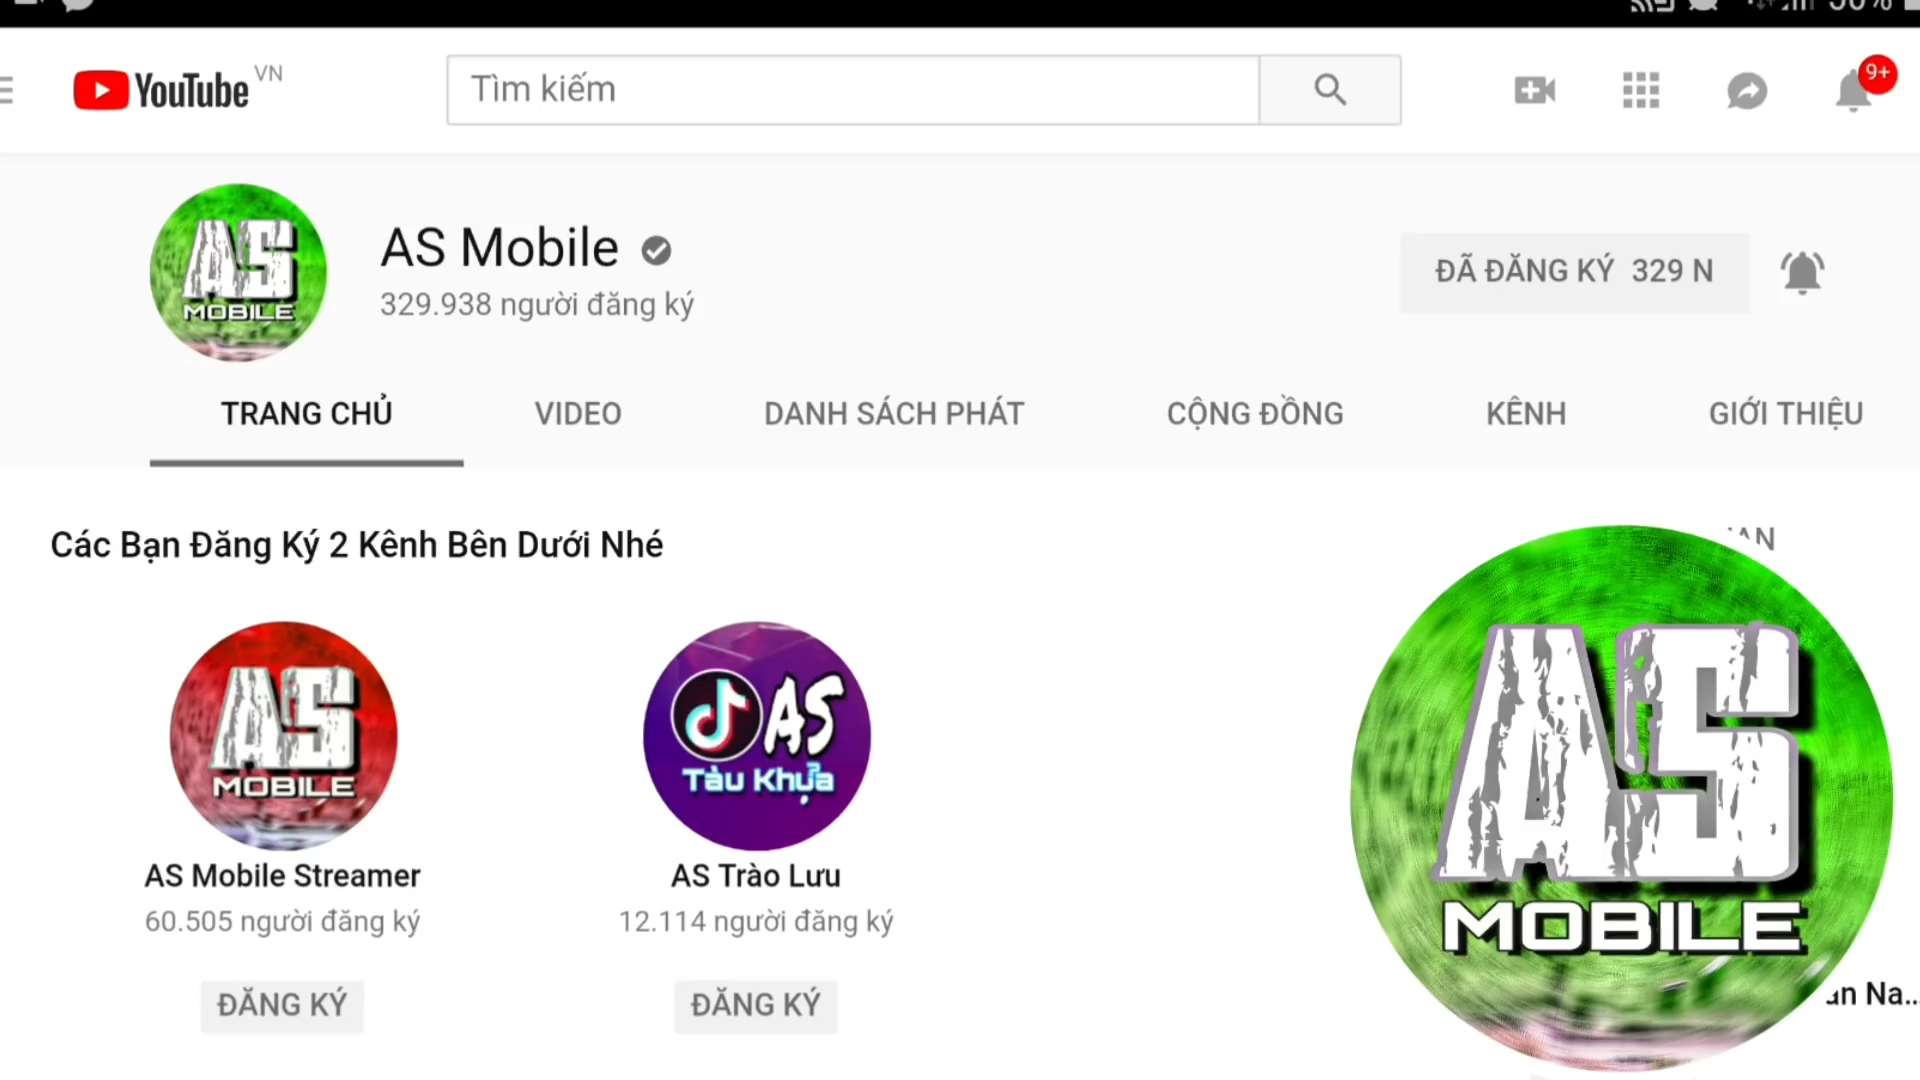 YouTube VN
Tìm kiếm
9+
AS
MOBILE
AS Mobile
329.938 người đăng ký
ĐÃ ĐĂNG KÝ 329 N
TRANG CHỦ VIDEO DANH SÁCH PHÁT CỘNG ĐỒNG KÊNH GIỚI THIỆU
Các Bạn Đăng Ký 2 Kênh Bên Dưới Nhé
AS
MOBILE
AS Mobile Streamer
60.505 người đăng ký
ĐĂNG KÝ
AS
Tàu Khựa
AS Trào Lưu
12.114 người đăng ký
ĐĂNG KÝ
AS
MOBILE
Na...